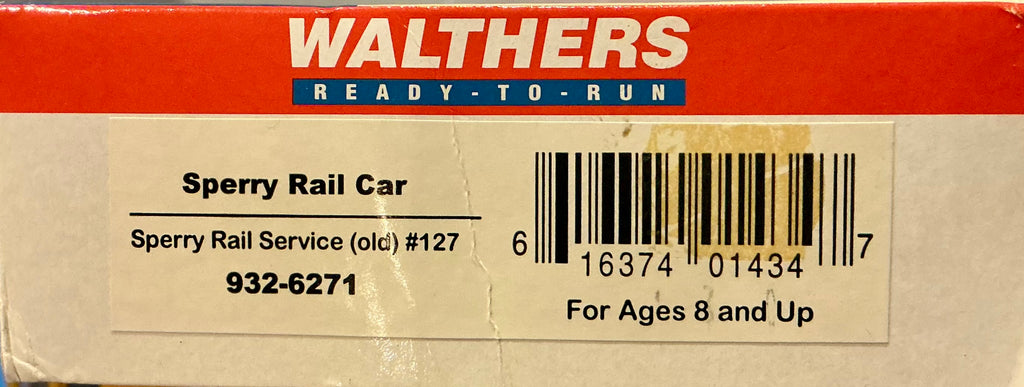 WALTHERS
READY-TO-RUN
Sperry Rail Car
Sperry Rail Service (old) #127
932-6271
6 16374 01434 7
For Ages 8 and Up